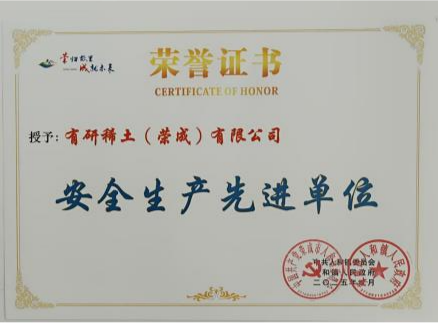 荣誉证书
CERTIFICATE OF HONOR
授予：有研稀土（荣成）有限公司
安全生产先进单位
中共人和镇委员会
人和镇人民政府